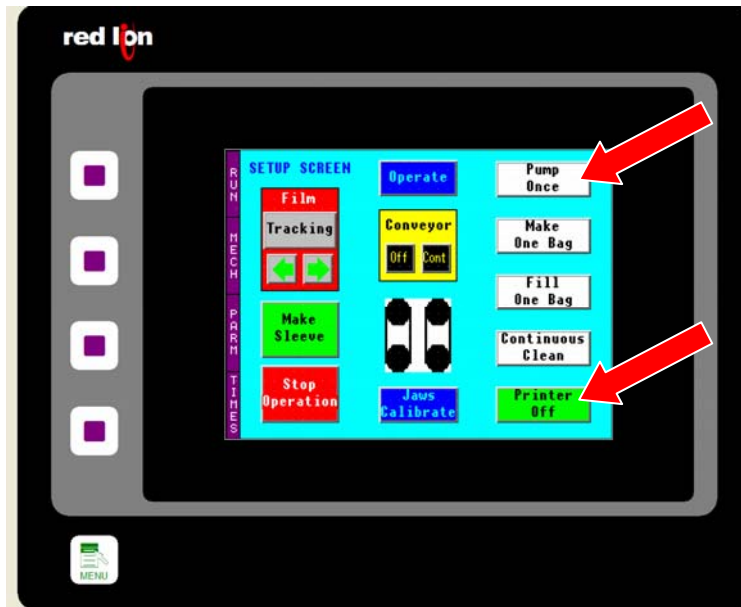 red lion
RUN
MECH
PARM
TIMES
SETUP SCREEN
Film
Tracking
Make
Sleeve
Stop
Operation
Operate
Conveyor
Off Cont
Jaws
Calibrate
Pump
Once
Make
One Bag
Fill
One Bag
Continuous
Clean
Printer
Off
MENU